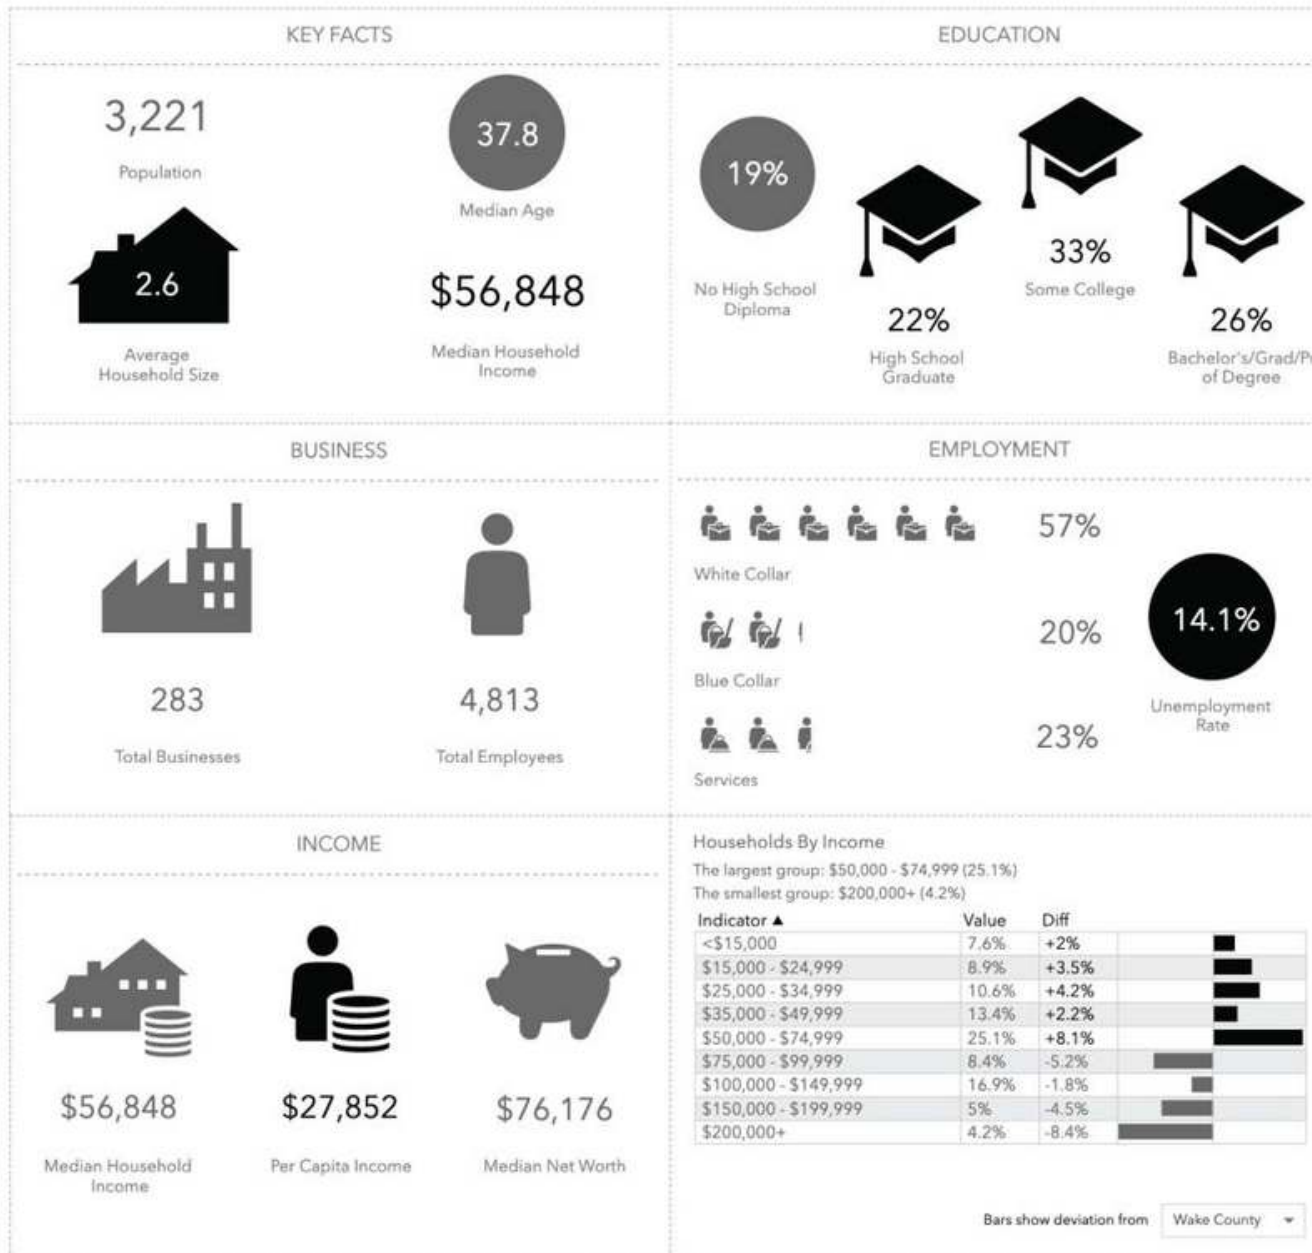 KEY FACTS
3,221
Population
37.8
Median Age
2.6
Average
Household Size
$56,848
Median Household
Income
EDUCATION
19%
No High School
Diploma
22%
High School
Graduate
33%
Some College
26%
Bachelor's/Grad/Pr
of Degree
BUSINESS
283
Total Businesses
4,813
Total Employees
EMPLOYMENT
57%
White Collar
20%
Blue Collar
23%
Services
14.1%
Unemployment
Rate
INCOME
$56,848
Median Household
Income
$27,852
Per Capita Income
$76,176
Median Net Worth
Households By Income
The largest group: $50,000 - $74,999 (25.1%)
The smallest group: $200,000+ (4.2%)
Indicator ▲ Value Diff
<$15,000 7.6% +2%
$15,000 - $24,999 8.9% +3.5%
$25,000 - $34,999 10.6% +4.2%
$35,000 - $49,999 13.4% +2.2%
$50,000 - $74,999 25.1% +8.1%
$75,000 - $99,999 8.4% -5.2%
$100,000 - $149,999 16.9% -1.8%
$150,000 - $199,999 5% -4.5%
$200,000+ 4.2% -8.4%
Bars show deviation from Wake County